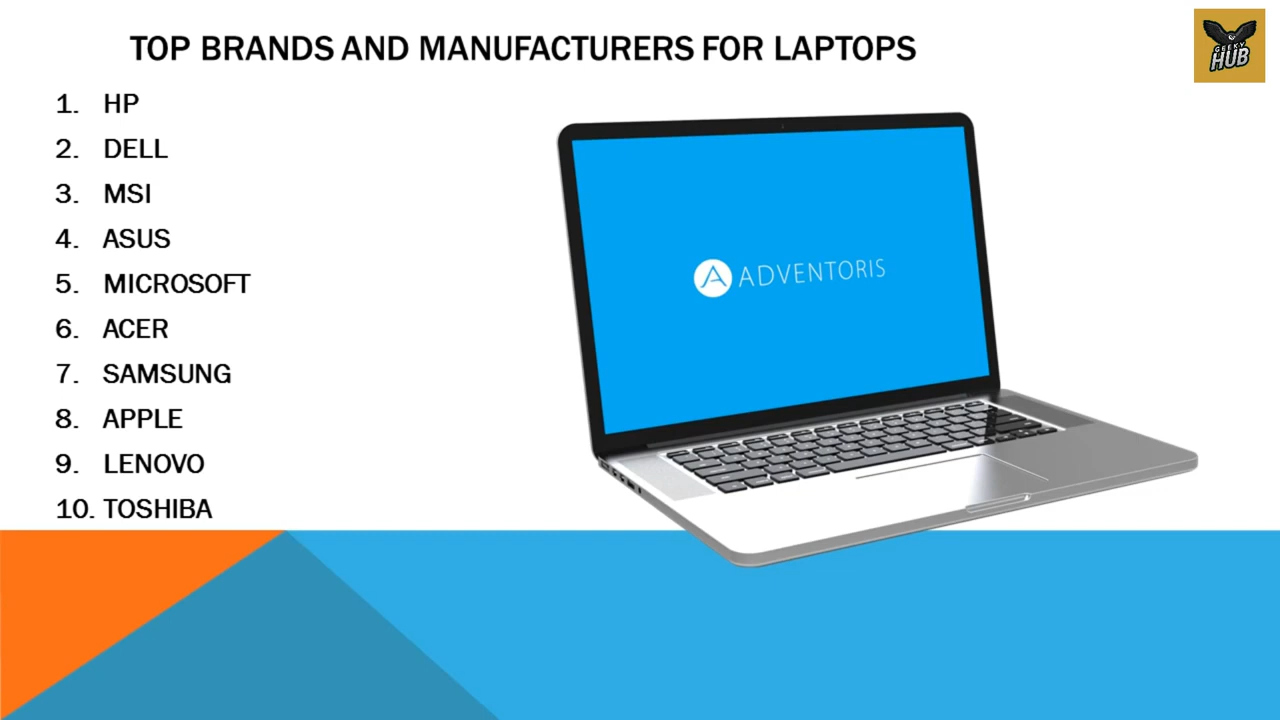 TOP BRANDS AND MANUFACTURERS FOR LAPTOPS
GEEKY
HUB
1. HP
2. DELL
3. MSI
4. ASUS
5. MICROSOFT
6. ACER
7. SAMSUNG
8. APPLE
9. LENOVO
10. TOSHIBA
A ADVENTORIS